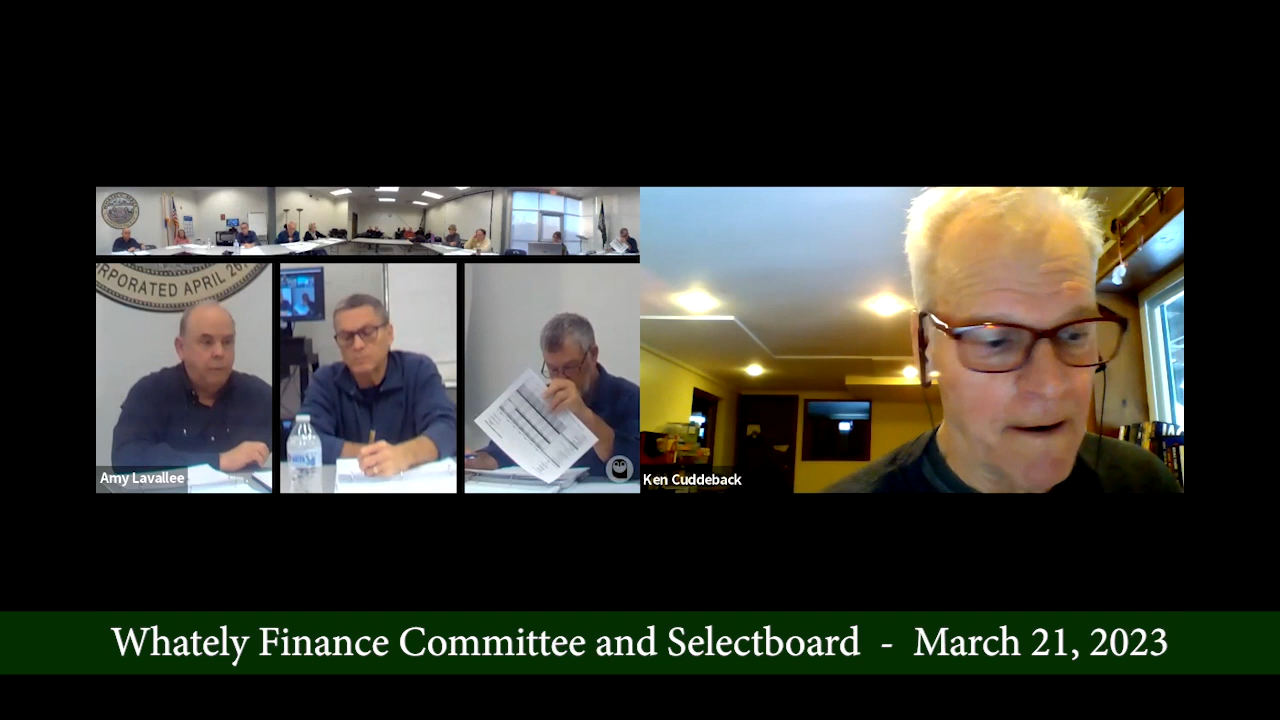 RPORATED APRIL 2
Amy Lavallee
Ken Cuddeback
Whately Finance Committee and Selectboard - March 21, 2023